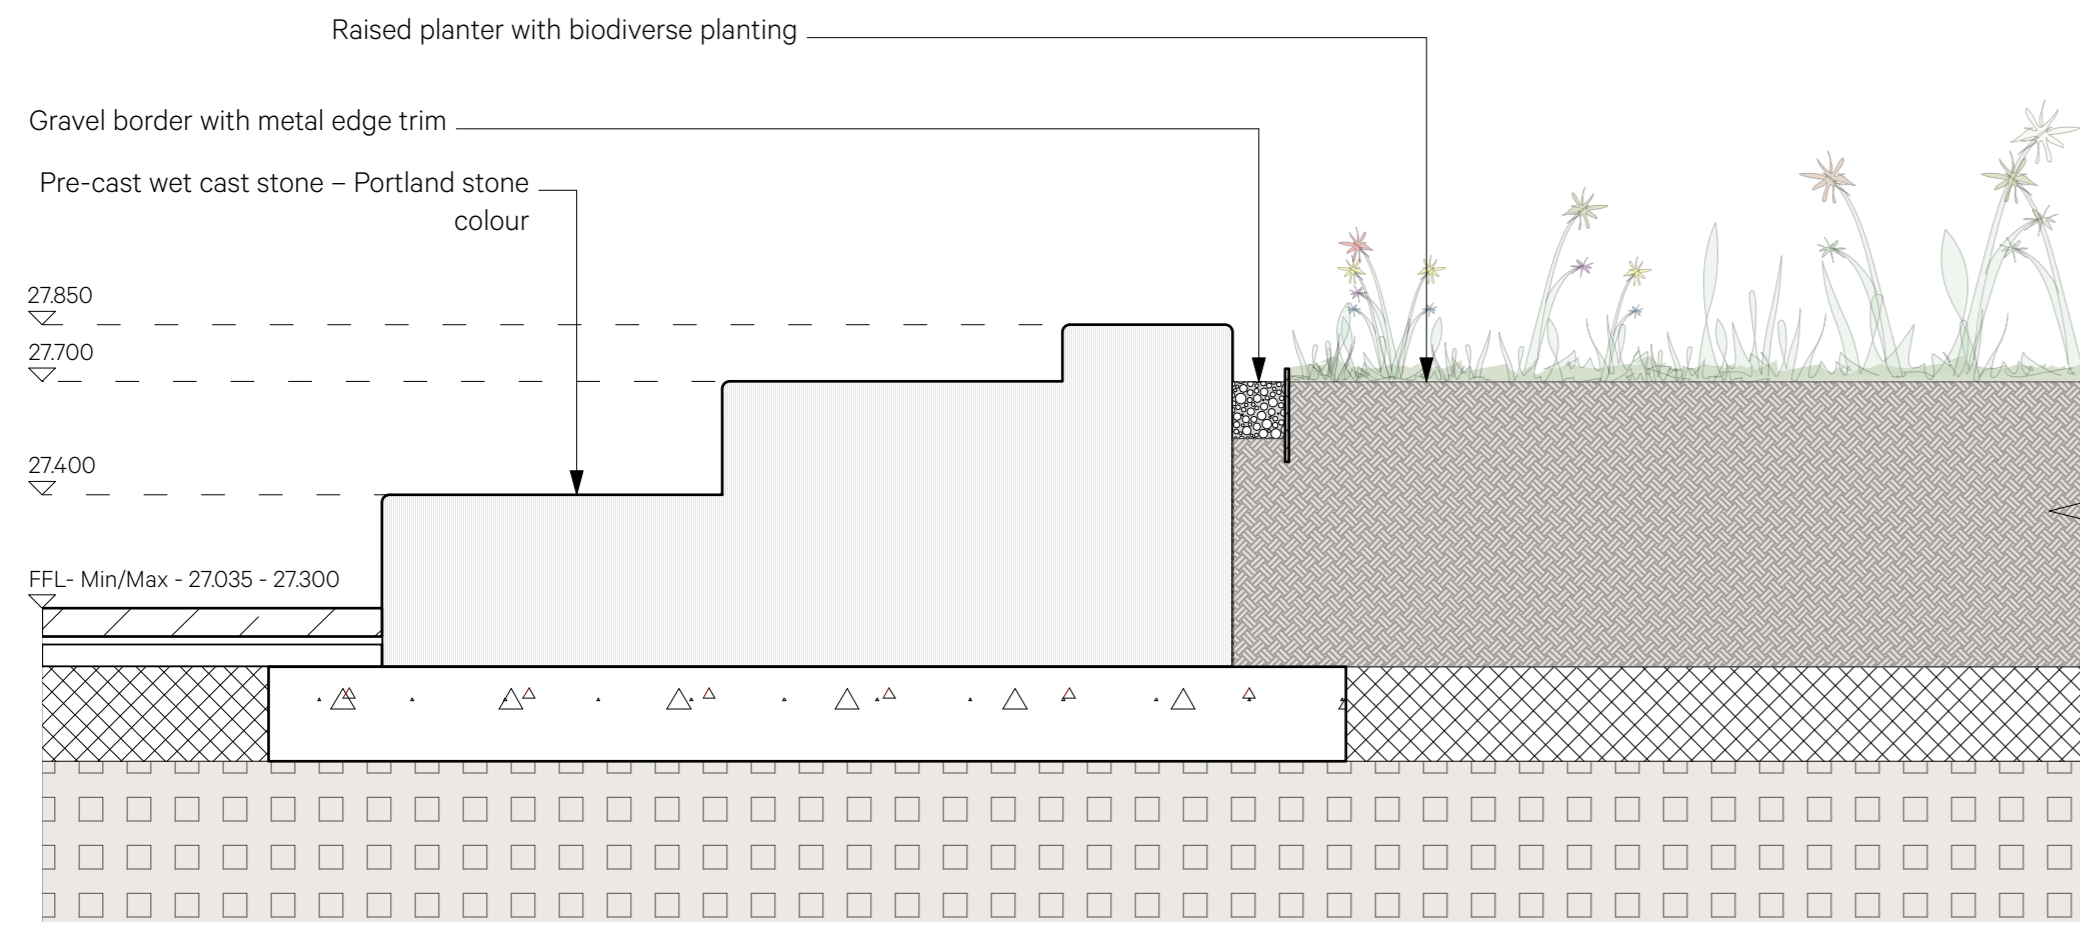 Raised planter with biodiverse planting
Gravel border with metal edge trim
Pre-cast wet cast stone – Portland stone
colour
27.850
27.700
27.400
FFL- Min/Max - 27.035 - 27.300